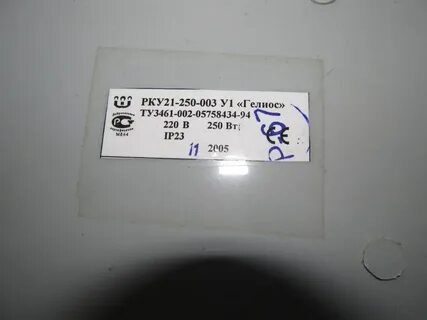 РКУ21-250-003 У1 «Гелиос»
ТУ3461-002-05758434-94
220 В 250 Вт;
IP23
11 2005